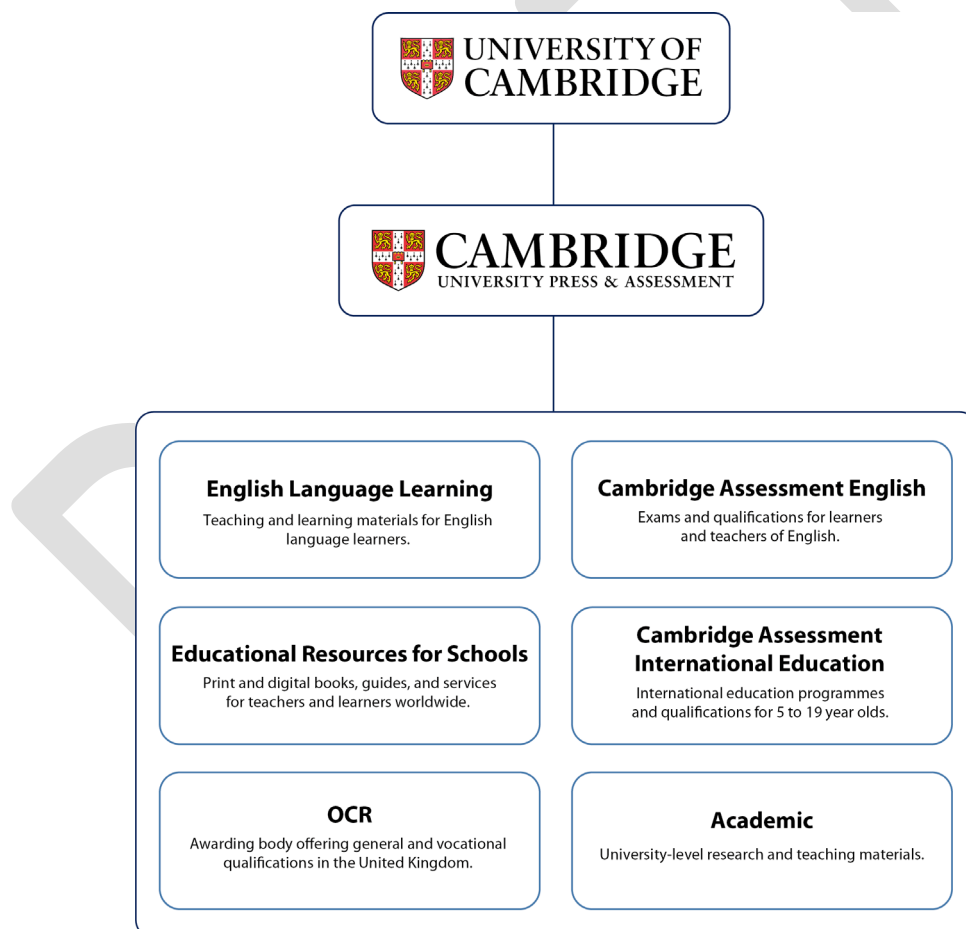 UNIVERSITY OF
CAMBRIDGE
CAMBRIDGE
UNIVERSITY PRESS & ASSESSMENT
English Language Learning
Teaching and learning materials for English
language learners.
Cambridge Assessment English
Exams and qualifications for learners
and teachers of English.
Educational Resources for Schools
Print and digital books, guides, and services
for teachers and learners worldwide.
Cambridge Assessment
International Education
International education programmes
and qualifications for 5 to 19 year olds.
OCR
Awarding body offering general and vocational
qualifications in the United Kingdom.
Academic
University-level research and teaching materials.